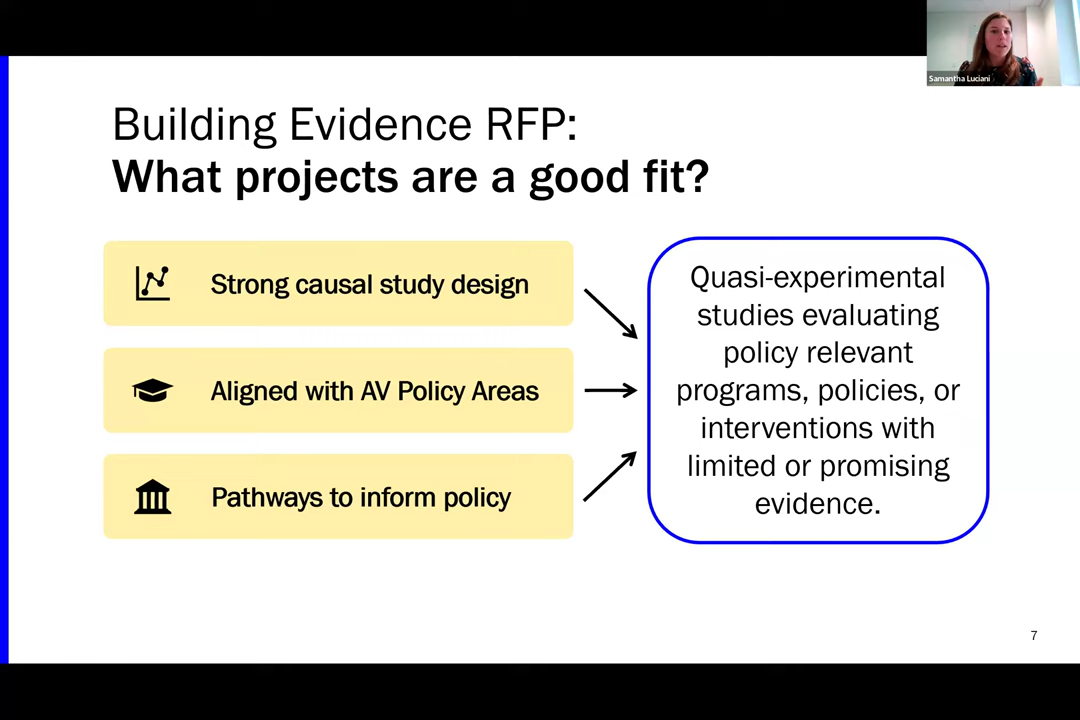 Samantha Luciani
Building Evidence RFP:
What projects are a good fit?
Strong causal study design
Aligned with AV Policy Areas
Pathways to inform policy
Quasi-experimental
studies evaluating
policy relevant
programs, policies, or
interventions with
limited or promising
evidence.
7